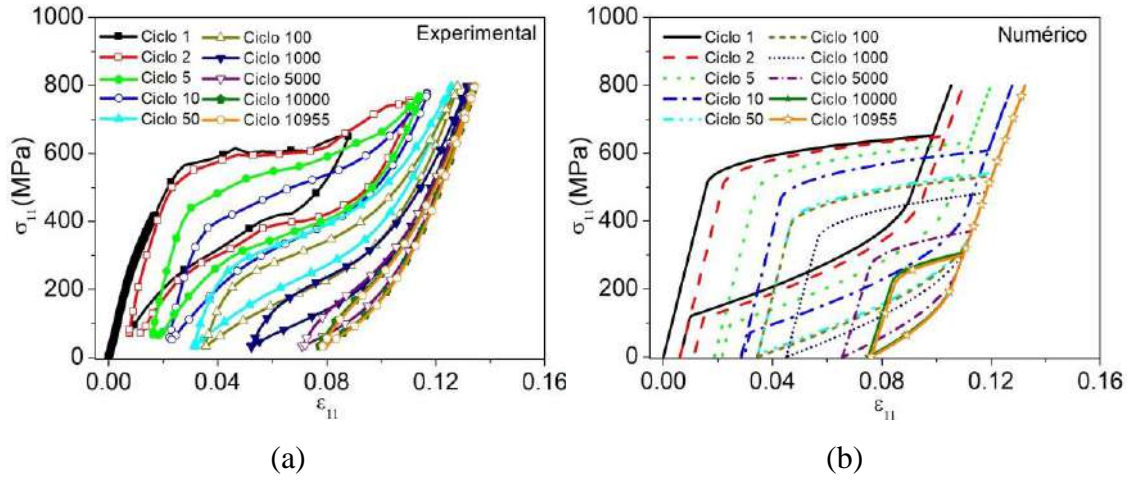 Experimental
Ciclo 1
Ciclo 2
Ciclo 5
Ciclo 10
Ciclo 50
Ciclo 100
Ciclo 1000
Ciclo 5000
Ciclo 10000
Ciclo 10955
1000
800
600
400
200
0
σ₁₁ (MPa)
0.00 0.04 0.08 0.12 0.16
ε₁₁
(a)
Numérico
Ciclo 1
Ciclo 2
Ciclo 5
Ciclo 10
Ciclo 50
Ciclo 100
Ciclo 1000
Ciclo 5000
Ciclo 10000
Ciclo 10955
1000
800
600
400
200
0
σ₁₁ (MPa)
0.00 0.04 0.08 0.12 0.16
ε₁₁
(b)